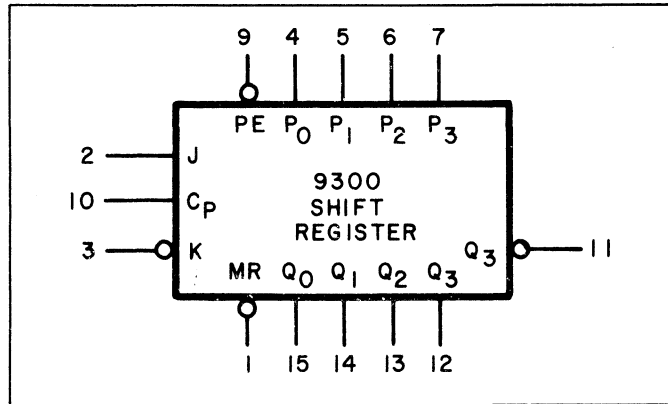 9 4 5 6 7
PE P0 P1 P2 P3
2 J
10 CP
9300
SHIFT
REGISTER
3 K
Q3 11
MR Q0 Q1 Q2 Q3
1 15 14 13 12